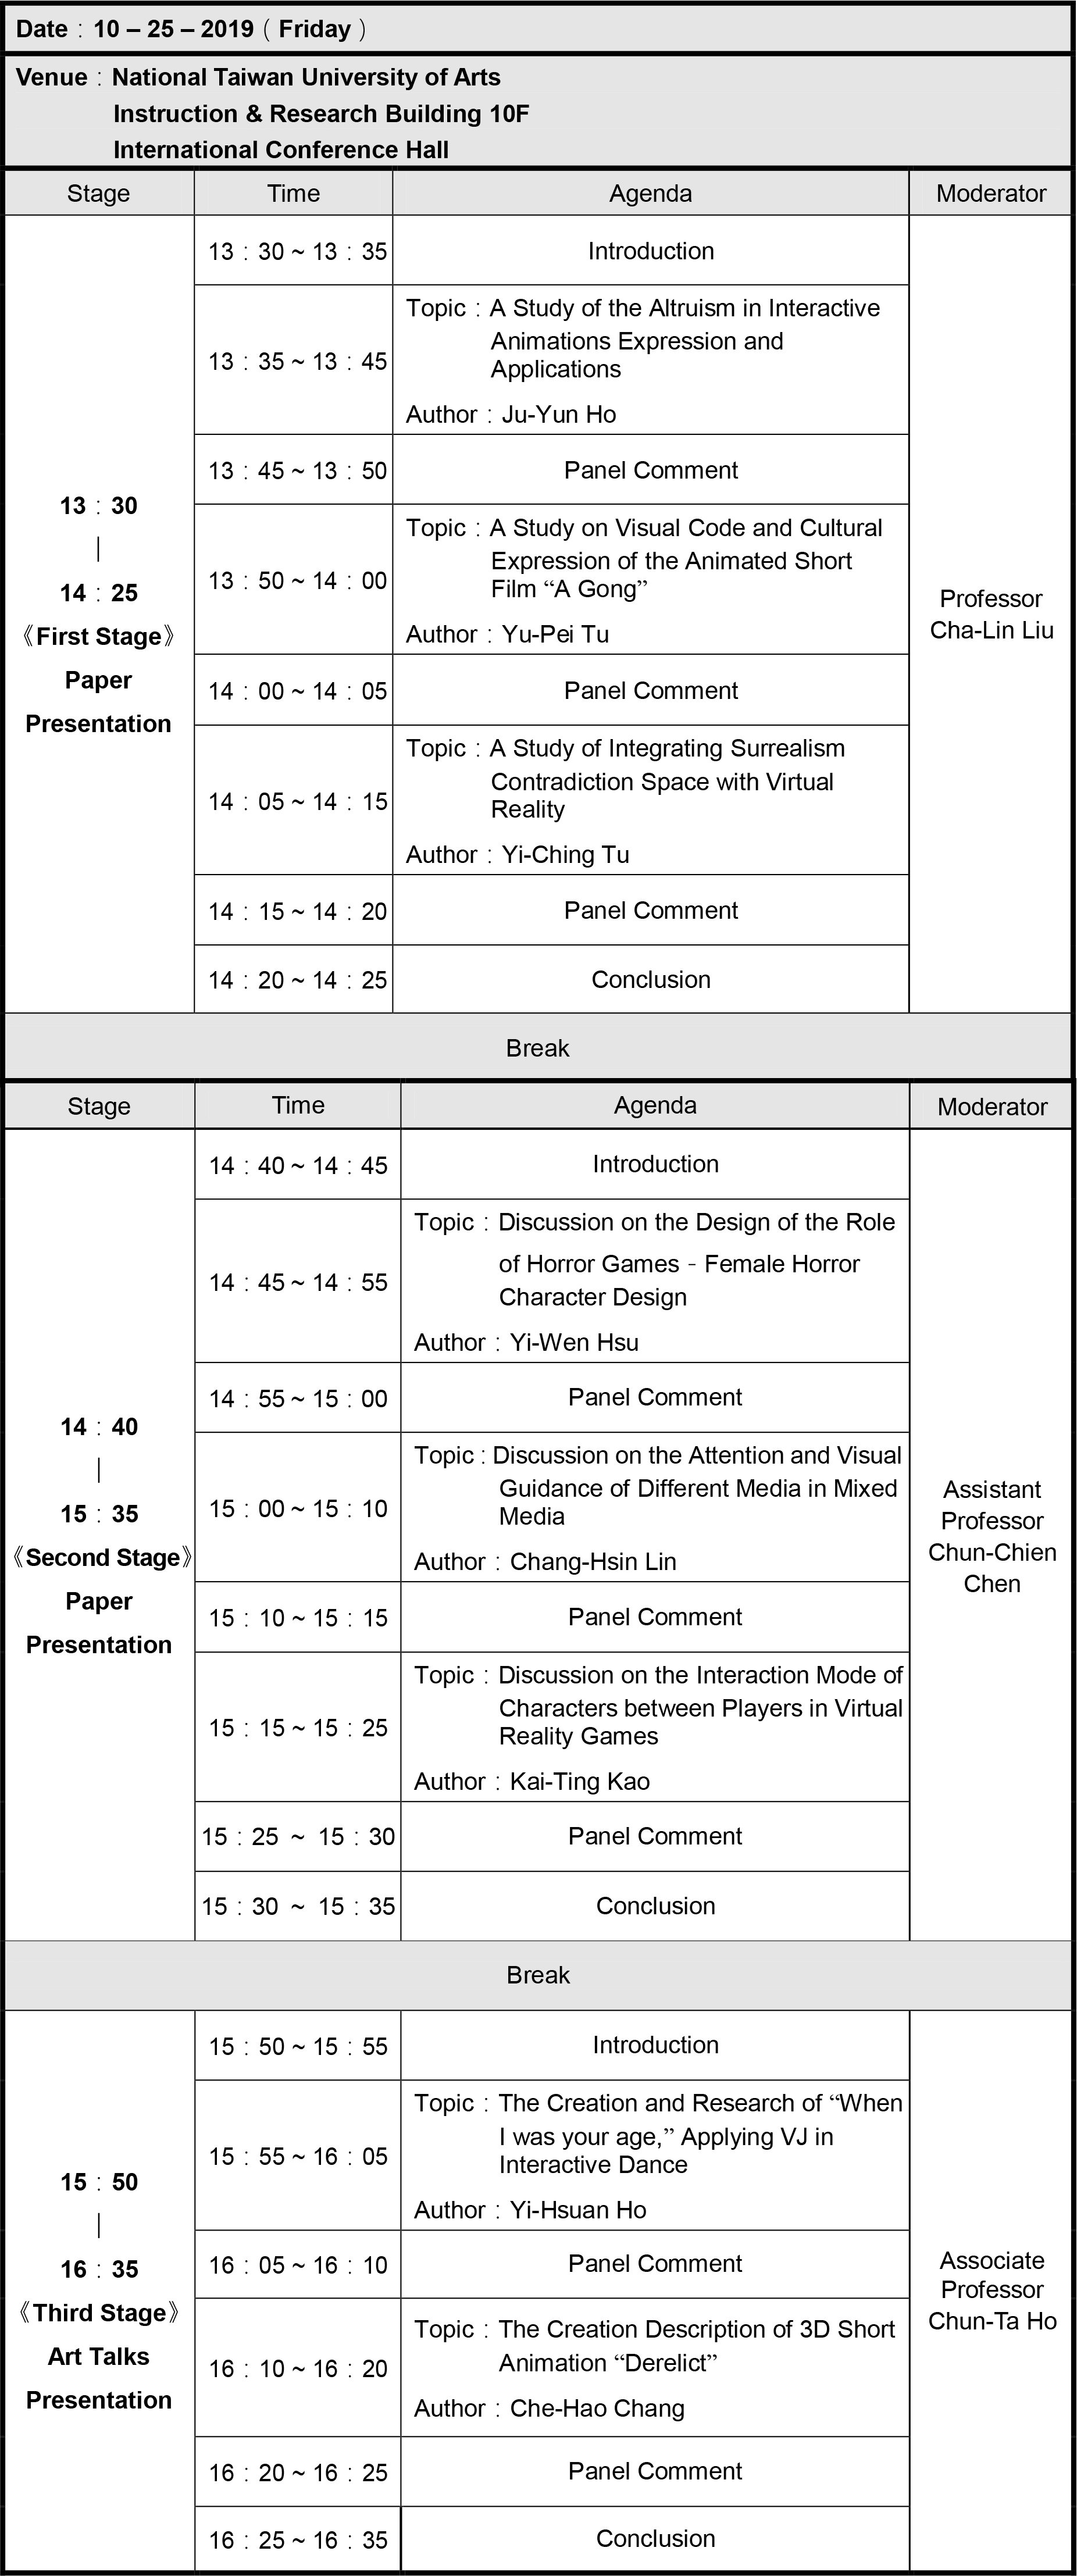 Date：10 – 25 – 2019（Friday）
Venue：National Taiwan University of Arts
Instruction & Research Building 10F
International Conference Hall
Stage
Time
Agenda
Moderator
13：30
|
14：25
《First Stage》
Paper
Presentation
13：30 ~ 13：35
Introduction
13：35 ~ 13：45
Topic：A Study of the Altruism in Interactive
Animations Expression and
Applications
Author：Ju-Yun Ho
13：45 ~ 13：50
Panel Comment
13：50 ~ 14：00
Topic：A Study on Visual Code and Cultural
Expression of the Animated Short
Film “A Gong”
Author：Yu-Pei Tu
14：00 ~ 14：05
Panel Comment
14：05 ~ 14：15
Topic：A Study of Integrating Surrealism
Contradiction Space with Virtual
Reality
Author：Yi-Ching Tu
14：15 ~ 14：20
Panel Comment
14：20 ~ 14：25
Conclusion
Professor
Cha-Lin Liu
Break
Stage
Time
Agenda
Moderator
14：40
|
15：35
《Second Stage》
Paper
Presentation
14：40 ~ 14：45
Introduction
14：45 ~ 14：55
Topic：Discussion on the Design of the Role
of Horror Games－Female Horror
Character Design
Author：Yi-Wen Hsu
14：55 ~ 15：00
Panel Comment
15：00 ~ 15：10
Topic：Discussion on the Attention and Visual
Guidance of Different Media in Mixed
Media
Author：Chang-Hsin Lin
15：10 ~ 15：15
Panel Comment
15：15 ~ 15：25
Topic：Discussion on the Interaction Mode of
Characters between Players in Virtual
Reality Games
Author：Kai-Ting Kao
15：25 ~ 15：30
Panel Comment
15：30 ~ 15：35
Conclusion
Assistant
Professor
Chun-Chien
Chen
Break
15：50
|
16：35
《Third Stage》
Art Talks
Presentation
15：50 ~ 15：55
Introduction
15：55 ~ 16：05
Topic：The Creation and Research of “When
I was your age,” Applying VJ in
Interactive Dance
Author：Yi-Hsuan Ho
16：05 ~ 16：10
Panel Comment
16：10 ~ 16：20
Topic：The Creation Description of 3D Short
Animation “Derelict”
Author：Che-Hao Chang
16：20 ~ 16：25
Panel Comment
16：25 ~ 16：35
Conclusion
Associate
Professor
Chun-Ta Ho